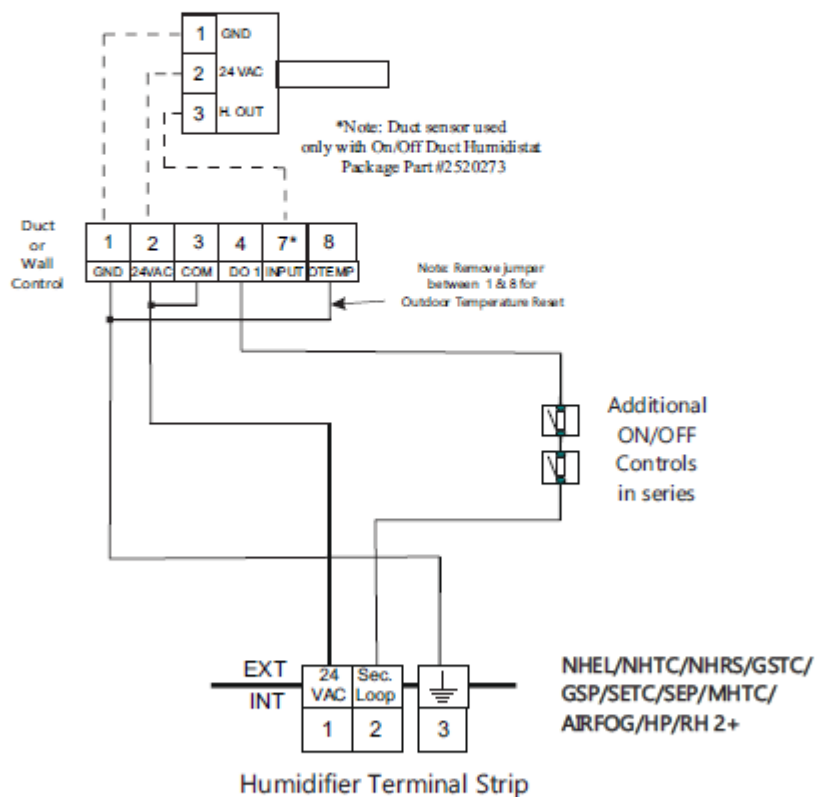 1 GND
2 24 VAC
3 H. OUT
*Note: Duct sensor used
only with On/Off Duct Humidistat
Package Part #2520273
Duct
or
Wall
Control
1 2 3 4 7* 8
GND 24VAC COM DO 1 INPUT OTEMP
Note: Remove jumper
between 1 & 8 for
Outdoor Temperature Reset
Additional
ON/OFF
Controls
in series
EXT
INT
24 Sec.
VAC Loop
1 2 3
NHEL/NHTC/NHRS/GSTC/
GSP/SETC/SEP/MHTC/
AIRFOG/HP/RH 2+
Humidifier Terminal Strip